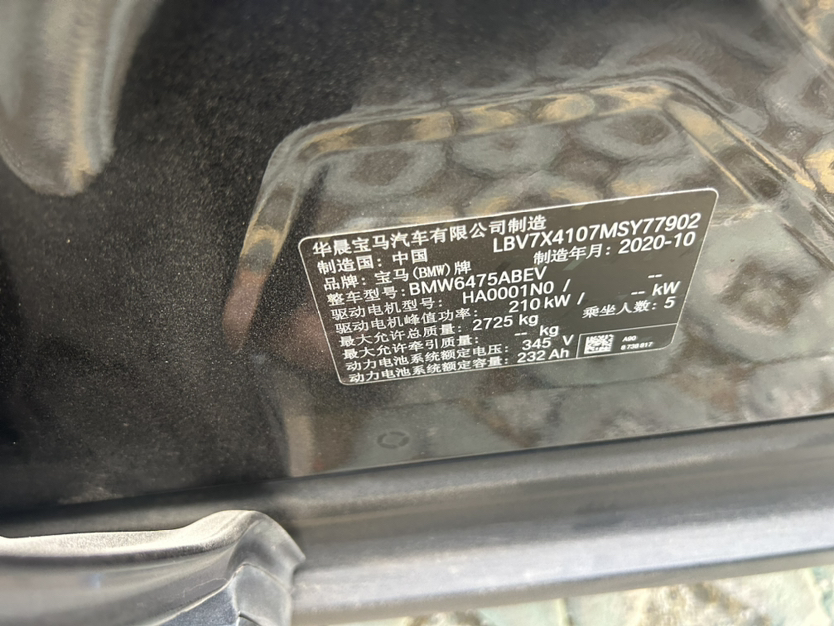 华晨宝马汽车有限公司制造
LBV7X4107MSY77902
制造国：中国 制造年月：2020-10
品牌：宝马(BMW)牌
整车型号：BMW6475ABEV --
驱动电机型号： HA0001N0 /
驱动电机峰值功率： 210 kW / -- kW
最大允许总质量：2725 kg 乘坐人数：5
最大允许牵引质量： -- kg
动力电池系统额定电压： 345 V
动力电池系统额定容量：232 Ah
A90
6 736 017